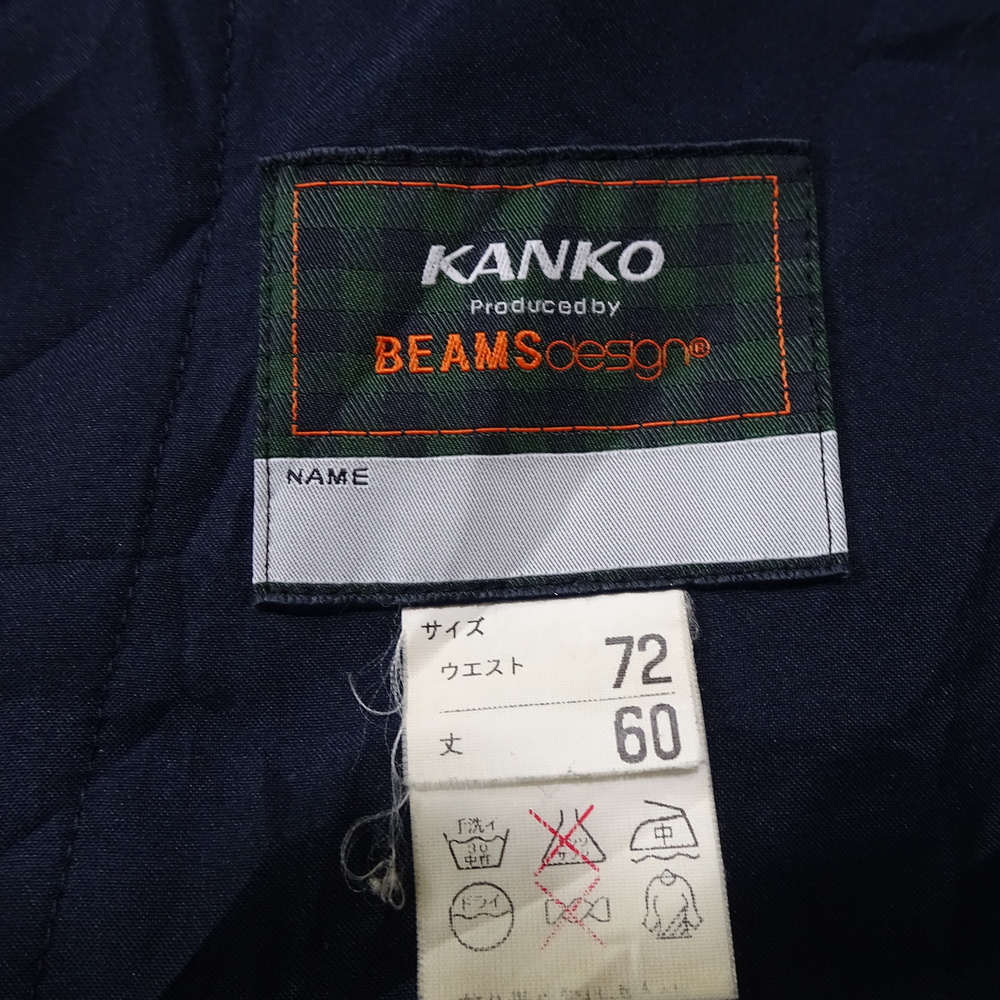 KANKO
Produced by
BEAMS design®
NAME
サイズ
ウエスト 72
丈 60
手洗イ
30
中性
中
ドライ